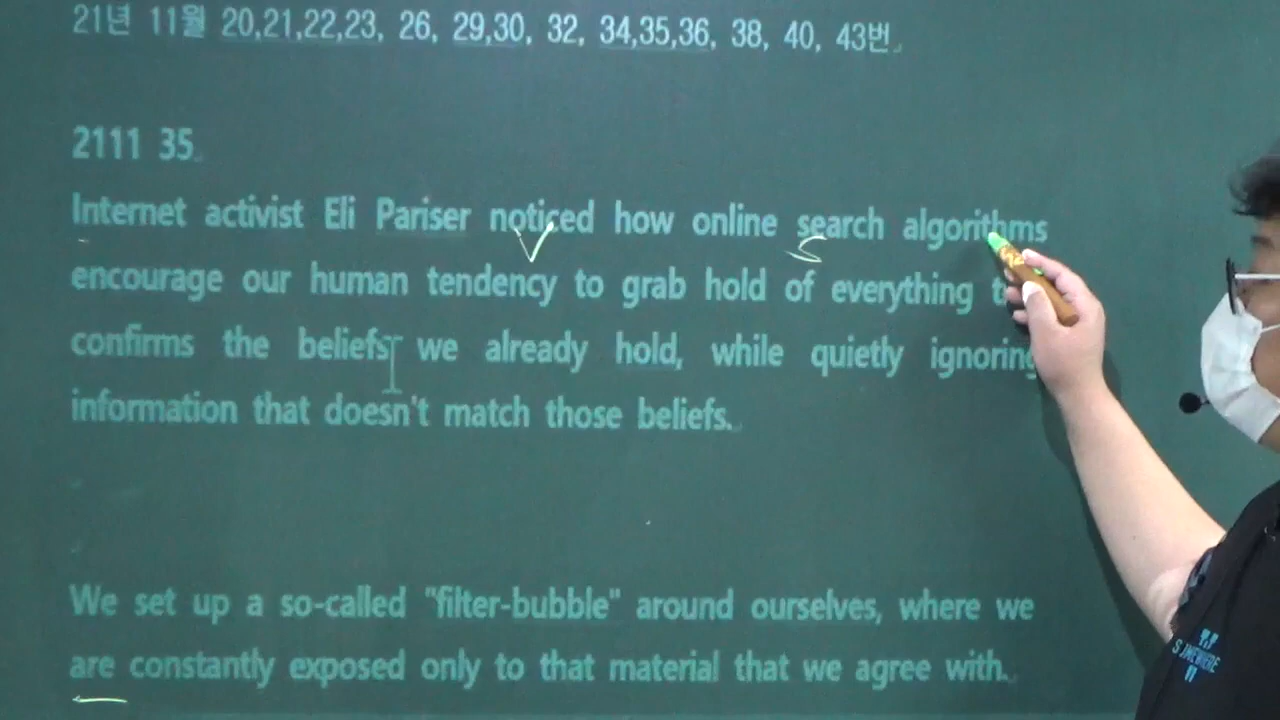 21년 11월 20,21,22,23, 26, 29,30, 32, 34,35,36, 38, 40, 43번
2111 35
Internet activist Eli Pariser noticed how online search algorithms
encourage our human tendency to grab hold of everything
confirms the beliefs we already hold, while quietly ignoring
information that doesn't match those beliefs.
We set up a so-called "filter-bubble" around ourselves, where we
are constantly exposed only to that material that we agree with.
V
S